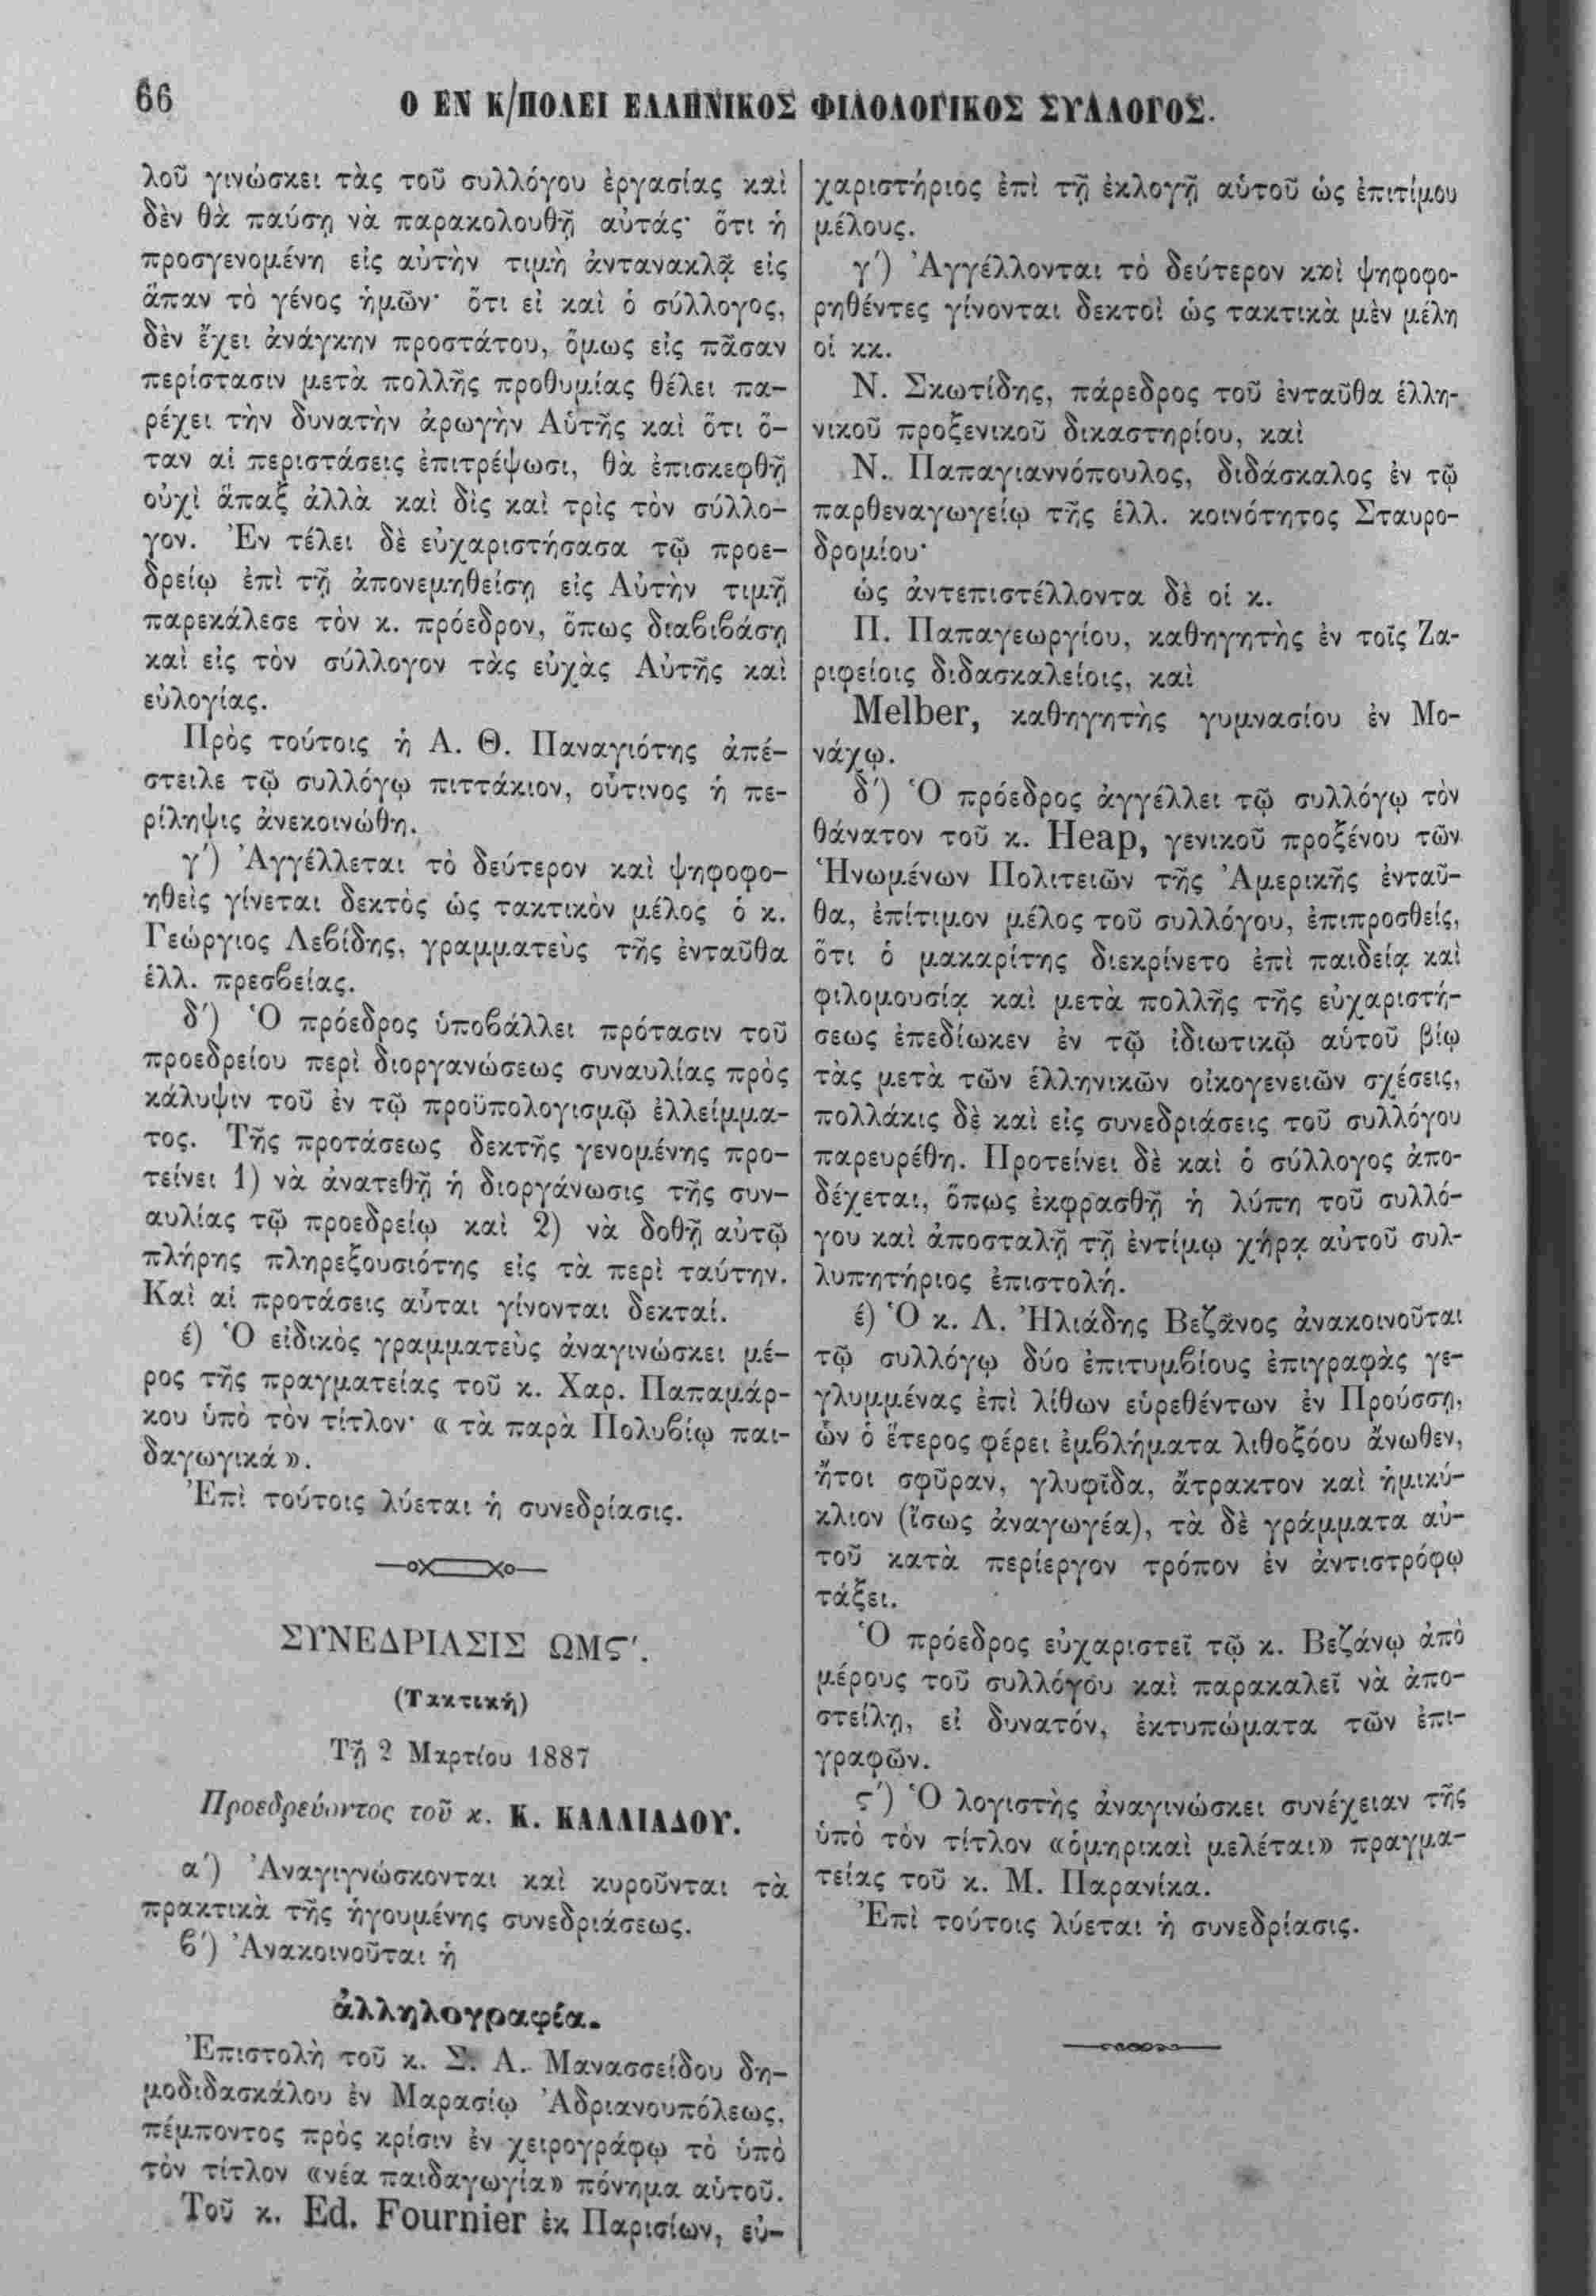 66
Ο ΕΝ Κ/ΠΟΛΕΙ ΕΛΛΗΝΙΚΟΣ ΦΙΛΟΛΟΓΙΚΟΣ ΣΥΛΛΟΓΟΣ.
λοῦ γινώσκει τὰς τοῦ συλλόγου ἐργασίας καὶ
δὲν θὰ παύσῃ νὰ παρακολουθῇ αὐτάς· ὅτι ἡ
προσγενομένη εἰς αὐτὴν τιμὴ ἀντανακλᾷ εἰς
ἅπαν τὸ γένος ἡμῶν· ὅτι εἰ καὶ ὁ σύλλογος,
δὲν ἔχει ἀνάγκην προστάτου, ὅμως εἰς πᾶσαν
περίστασιν μετὰ πολλῆς προθυμίας θέλει πα-
ρέχει τὴν δυνατὴν ἀρωγὴν Αὑτῆς καὶ ὅτι ὅ-
ταν αἱ περιστάσεις ἐπιτρέψωσι, θὰ ἐπισκεφθῇ
οὐχὶ ἅπαξ ἀλλὰ καὶ δὶς καὶ τρὶς τὸν σύλλο-
γον. Ἐν τέλει δὲ εὐχαριστήσασα τῷ προε-
δρείῳ ἐπὶ τῇ ἀπονεμηθείσῃ εἰς Αὐτὴν τιμῇ
παρεκάλεσε τὸν κ. πρόεδρον, ὅπως διαβιβάσῃ
καὶ εἰς τὸν σύλλογον τὰς εὐχὰς Αὐτῆς καὶ
εὐλογίας.
Πρὸς τούτοις ἡ Α. Θ. Παναγιότης ἀπέ-
στειλε τῷ συλλόγῳ πιττάκιον, οὗτινος ἡ πε-
ρίληψις ἀνεκοινώθη.
γ΄) Ἀγγέλλεται τὸ δεύτερον καὶ ψηφοφο-
ηθεὶς γίνεται δεκτὸς ὡς τακτικὸν μέλος ὁ κ.
Γεώργιος Λεβίδης, γραμματεὺς τῆς ἐνταῦθα
ἑλλ. πρεσβείας.
δ΄) Ὁ πρόεδρος ὑποβάλλει πρότασιν τοῦ
προεδρείου περὶ διοργανώσεως συναυλίας πρὸς
κάλυψιν τοῦ ἐν τῷ προϋπολογισμῷ ἐλλείμμα-
τος. Τῆς προτάσεως δεκτῆς γενομένης προ-
τείνει 1) νὰ ἀνατεθῇ ἡ διοργάνωσις τῆς συν-
αυλίας τῷ προεδρείῳ καὶ 2) νὰ δοθῇ αὐτῷ
πλήρης πληρεξουσιότης εἰς τὰ περὶ ταύτην.
Καὶ αἱ προτάσεις αὗται γίνονται δεκταί.
έ) Ὁ εἰδικὸς γραμματεὺς ἀναγινώσκει μέ-
ρος τῆς πραγματείας τοῦ κ. Χαρ. Παπαμάρ-
κου ὑπὸ τὸν τίτλον· « τὰ παρὰ Πολυβίῳ παι-
δαγωγικά ».
Ἐπὶ τούτοις λύεται ἡ συνεδρίασις.
ΣΥΝΕΔΡΙΑΣΙΣ ΩΜϚ΄.
(Τακτική)
Τῇ 2 Μαρτίου 1887
Προεδρεύοντος τοῦ κ. Κ. ΚΑΛΛΙΑΔΟΥ.
α΄) Ἀναγιγνώσκονται καὶ κυροῦνται τὰ
πρακτικὰ τῆς ἡγουμένης συνεδριάσεως.
β΄) Ἀνακοινοῦται ἡ
ἀλληλογραφία.
Ἐπιστολὴ τοῦ κ. Σ. Α. Μανασσείδου δη-
μοδιδασκάλου ἐν Μαρασίῳ Ἀδριανουπόλεως,
πέμποντος πρὸς κρίσιν ἐν χειρογράφῳ τὸ ὑπὸ
τὸν τίτλον «νέα παιδαγωγία» πόνημα αὑτοῦ.
Τοῦ κ. Ed. Fournier ἐκ Παρισίων, εὐ-
χαριστήριος ἐπὶ τῇ ἐκλογῇ αὑτοῦ ὡς ἐπιτίμου
μέλους.
γ΄) Ἀγγέλλονται τὸ δεύτερον καὶ ψηφοφο-
ρηθέντες γίνονται δεκτοὶ ὡς τακτικὰ μὲν μέλη
οἱ κκ.
Ν. Σκωτίδης, πάρεδρος τοῦ ἐνταῦθα ἑλλη-
νικοῦ προξενικοῦ δικαστηρίου, καὶ
Ν. Παπαγιαννόπουλος, διδάσκαλος ἐν τῷ
παρθεναγωγείῳ τῆς ἑλλ. κοινότητος Σταυρο-
δρομίου·
ὡς ἀντεπιστέλλοντα δὲ οἱ κ.
Π. Παπαγεωργίου, καθηγητὴς ἐν τοῖς Ζα-
ριφείοις διδασκαλείοις, καὶ
Melber, καθηγητὴς γυμνασίου ἐν Μο-
νάχῳ.
δ΄) Ὁ πρόεδρος ἀγγέλλει τῷ συλλόγῳ τὸν
θάνατον τοῦ κ. Heap, γενικοῦ προξένου τῶν
Ἡνωμένων Πολιτειῶν τῆς Ἀμερικῆς ἐνταῦ-
θα, ἐπίτιμον μέλος τοῦ συλλόγου, ἐπιπροσθείς,
ὅτι ὁ μακαρίτης διεκρίνετο ἐπὶ παιδείᾳ καὶ
φιλομουσίᾳ καὶ μετὰ πολλῆς τῆς εὐχαριστή-
σεως ἐπεδίωκεν ἐν τῷ ἰδιωτικῷ αὑτοῦ βίῳ
τὰς μετὰ τῶν ἑλληνικῶν οἰκογενειῶν σχέσεις,
πολλάκις δὲ καὶ εἰς συνεδριάσεις τοῦ συλλόγου
παρευρέθη. Προτείνει δὲ καὶ ὁ σύλλογος ἀπο-
δέχεται, ὅπως ἐκφρασθῇ ἡ λύπη τοῦ συλλό-
γου καὶ ἀποσταλῇ τῇ ἐντίμῳ χήρᾳ αὐτοῦ συλ-
λυπητήριος ἐπιστολή.
έ) Ὁ κ. Λ. Ἠλιάδης Βεζᾶνος ἀνακοινοῦται
τῷ συλλόγῳ δύο ἐπιτυμβίους ἐπιγραφὰς γε-
γλυμμένας ἐπὶ λίθων εὑρεθέντων ἐν Προύσσῃ,
ὧν ὁ ἕτερος φέρει ἐμβλήματα λιθοξόου ἄνωθεν,
ἤτοι σφῦραν, γλυφῖδα, ἄτρακτον καὶ ἡμικύ-
κλιον (ἴσως ἀναγωγέα), τὰ δὲ γράμματα αὐ-
τοῦ κατὰ περίεργον τρόπον ἐν ἀντιστρόφῳ
τάξει.
Ὁ πρόεδρος εὐχαριστεῖ τῷ κ. Βεζάνῳ ἀπὸ
μέρους τοῦ συλλόγου καὶ παρακαλεῖ νὰ ἀπο-
στείλῃ, εἰ δυνατόν, ἐκτυπώματα τῶν ἐπι-
γραφῶν.
ϛ΄) Ὁ λογιστὴς ἀναγινώσκει συνέχειαν τῆς
ὑπὸ τὸν τίτλον «ὁμηρικαὶ μελέται» πραγμα-
τείας τοῦ κ. Μ. Παρανίκα.
Ἐπὶ τούτοις λύεται ἡ συνεδρίασις.